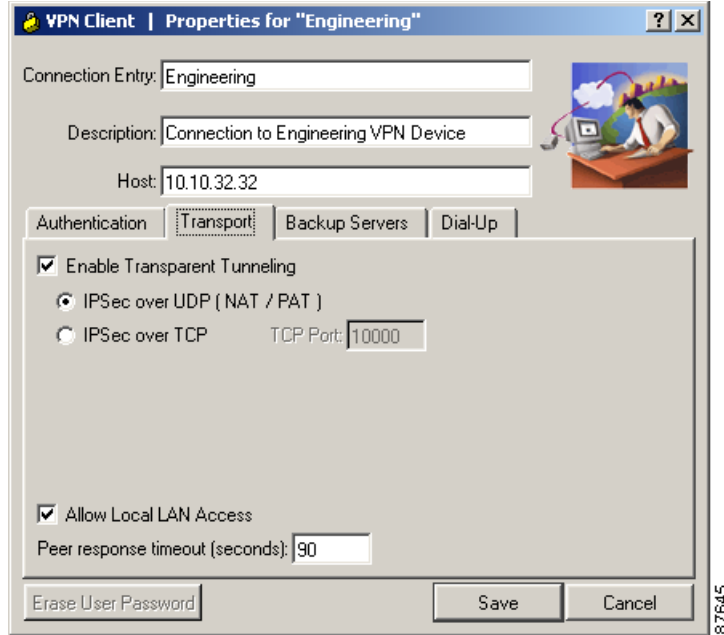 VPN Client | Properties for "Engineering"
Connection Entry: Engineering
Description: Connection to Engineering VPN Device
Host: 10.10.32.32
Authentication Transport Backup Servers Dial-Up
Enable Transparent Tunneling
IPSec over UDP ( NAT / PAT )
IPSec over TCP TCP Port: 10000
Allow Local LAN Access
Peer response timeout (seconds): 90
Erase User Password Save Cancel
87645